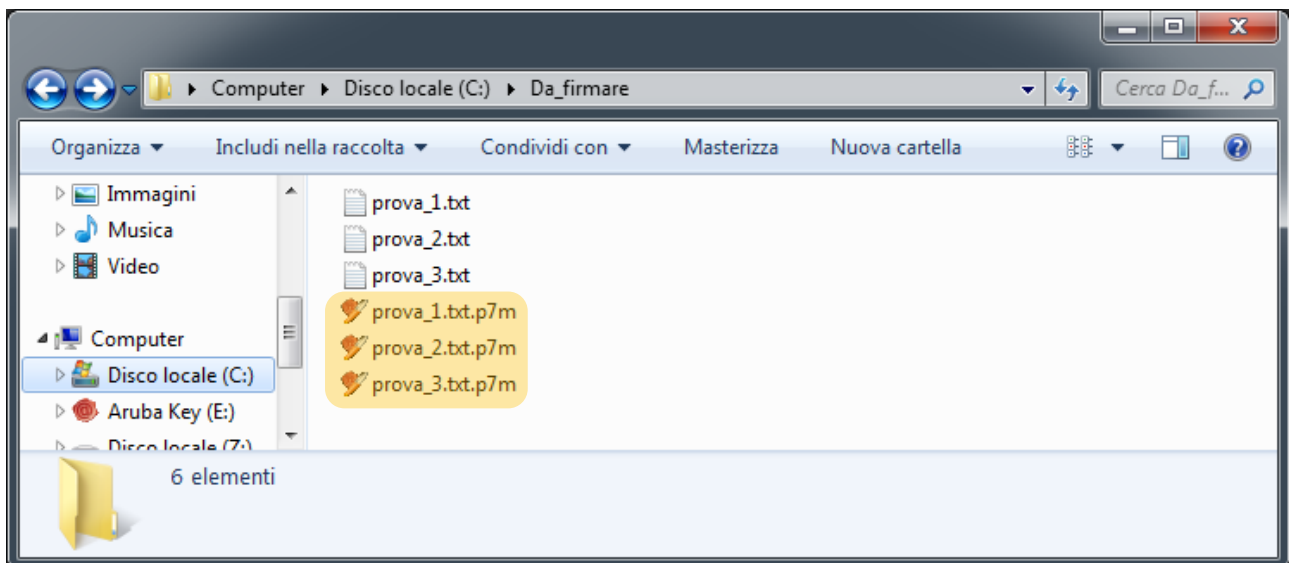 Computer ▸ Disco locale (C:) ▸ Da_firmare
Cerca Da_f...
Organizza Includi nella raccolta Condividi con Masterizza Nuova cartella
Immagini
Musica
Video
Computer
Disco locale (C:)
Aruba Key (E:)
Disco locale (Z:)
prova_1.txt
prova_2.txt
prova_3.txt
prova_1.txt.p7m
prova_2.txt.p7m
prova_3.txt.p7m
6 elementi